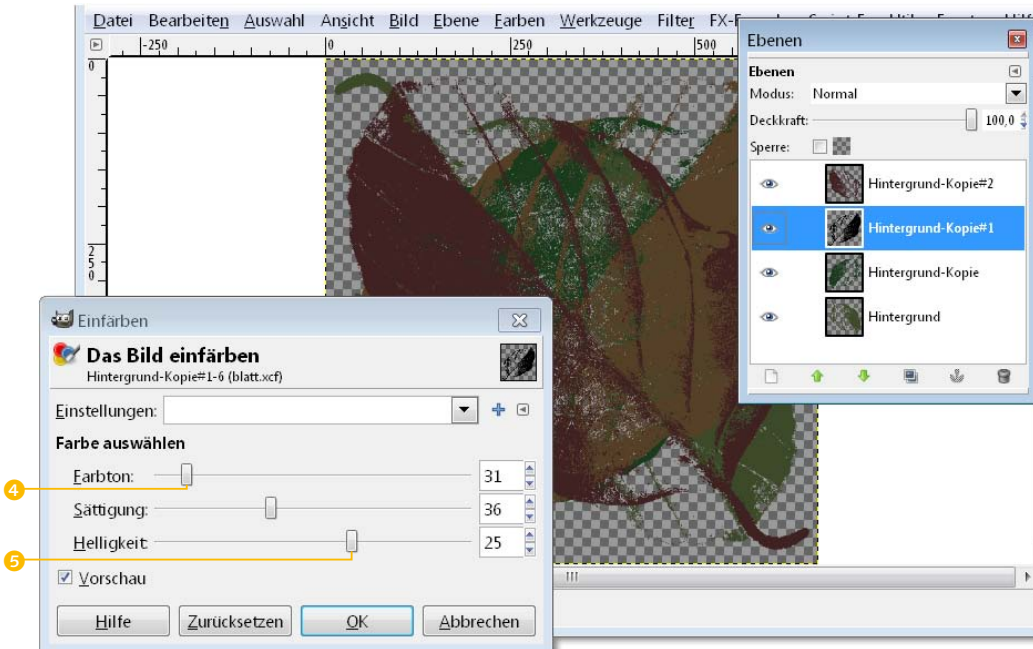 Datei Bearbeiten Auswahl Ansicht Bild Ebene Farben Werkzeuge Filter
-250 0 250 500
0
250
Ebenen
Ebenen
Modus: Normal
Deckkraft: 100,0
Sperre:
Hintergrund-Kopie#2
Hintergrund-Kopie#1
Hintergrund-Kopie
Hintergrund
Einfärben
Das Bild einfärben
Hintergrund-Kopie#1-6 (blatt.xcf)
Einstellungen:
Farbe auswählen
4
Farbton: 31
Sättigung: 36
5
Helligkeit: 25
Vorschau
Hilfe Zurücksetzen OK Abbrechen